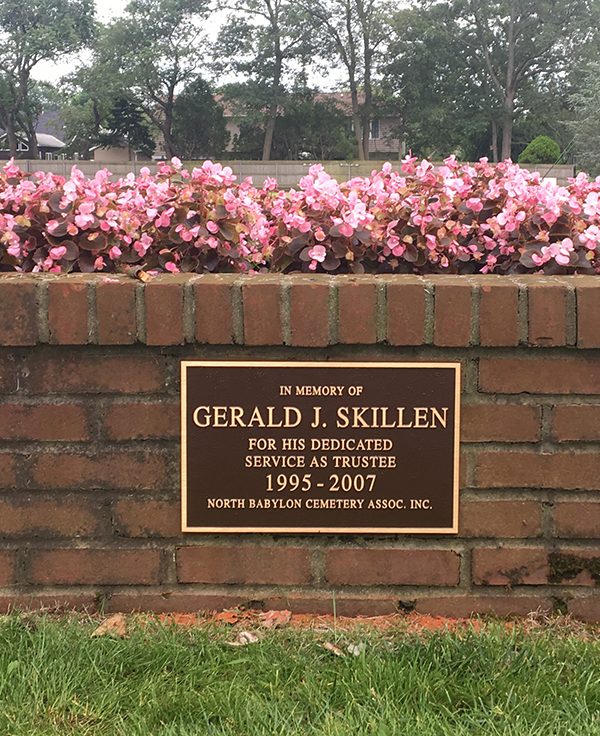 IN MEMORY OF
GERALD J. SKILLEN
FOR HIS DEDICATED
SERVICE AS TRUSTEE
1995 - 2007
NORTH BABYLON CEMETERY ASSOC. INC.